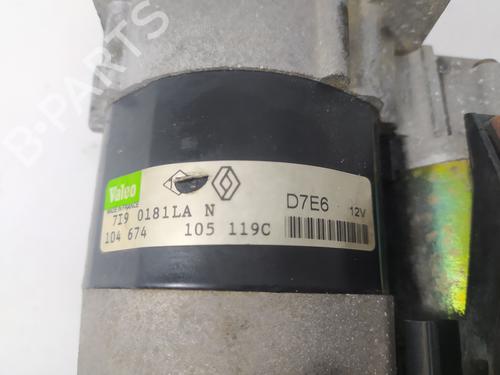 B-PARTS
Valeo
MADE IN FRANCE
7I9 0181LA N
104 674 105 119C
D7E6
12V